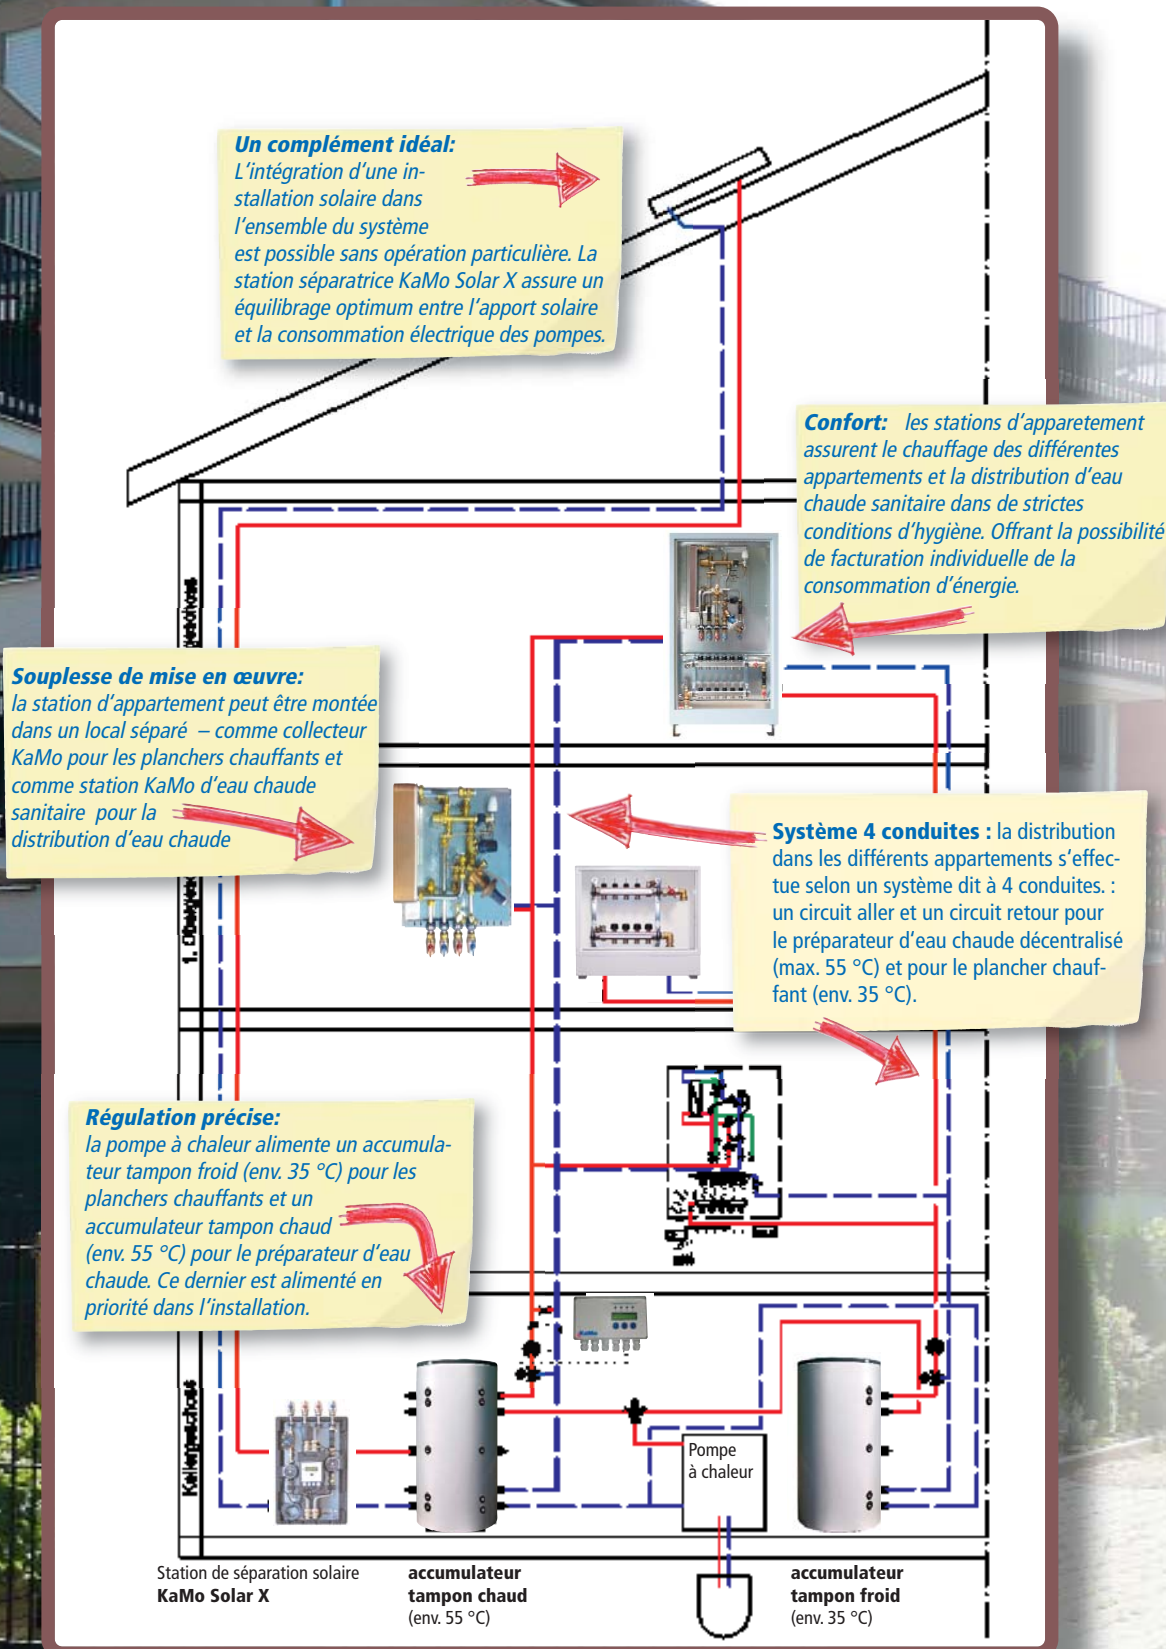 Un complément idéal:
L'intégration d'une in-
stallation solaire dans
l'ensemble du système
est possible sans opération particulière. La
station séparatrice KaMo Solar X assure un
équilibrage optimum entre l'apport solaire
et la consommation électrique des pompes.
Confort: les stations d'apparetement
assurent le chauffage des différentes
appartements et la distribution d'eau
chaude sanitaire dans de strictes
conditions d'hygiène. Offrant la possibilité
de facturation individuelle de la
consommation d'énergie.
Souplesse de mise en œuvre:
la station d'appartement peut être montée
dans un local séparé – comme collecteur
KaMo pour les planchers chauffants et
comme station KaMo d'eau chaude
sanitaire pour la
distribution d'eau chaude
Système 4 conduites : la distribution
dans les différents appartements s'effec-
tue selon un système dit à 4 conduites. :
un circuit aller et un circuit retour pour
le préparateur d'eau chaude décentralisé
(max. 55 °C) et pour le plancher chauf-
fant (env. 35 °C).
Régulation précise:
la pompe à chaleur alimente un accumula-
teur tampon froid (env. 35 °C) pour les
planchers chauffants et un
accumulateur tampon chaud
(env. 55 °C) pour le préparateur d'eau
chaude. Ce dernier est alimenté en
priorité dans l'installation.
1.
KaMo
Kellergeschoss
Pompe
à chaleur
Station de séparation solaire
KaMo Solar X
accumulateur
tampon chaud
(env. 55 °C)
accumulateur
tampon froid
(env. 35 °C)